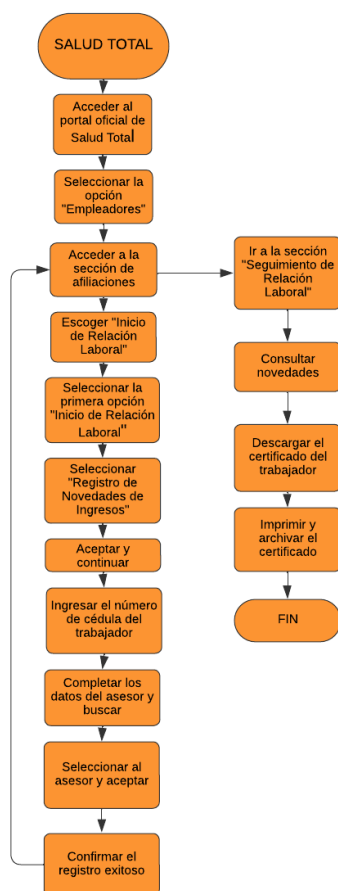 SALUD TOTAL
Acceder al
portal oficial de
Salud Total
Seleccionar la
opción
"Empleadores"
Acceder a la
sección de
afiliaciones
Escoger "Inicio
de Relación
Laboral"
Seleccionar la
primera opción
"Inicio de Relación
Laboral"
Seleccionar
"Registro de
Novedades de
Ingresos"
Aceptar y
continuar
Ingresar el número
de cédula del
trabajador
Completar los
datos del asesor y
buscar
Seleccionar al
asesor y aceptar
Confirmar el
registro exitoso
Ir a la sección
"Seguimiento de
Relación
Laboral"
Consultar
novedades
Descargar el
certificado del
trabajador
Imprimir y
archivar el
certificado
FIN